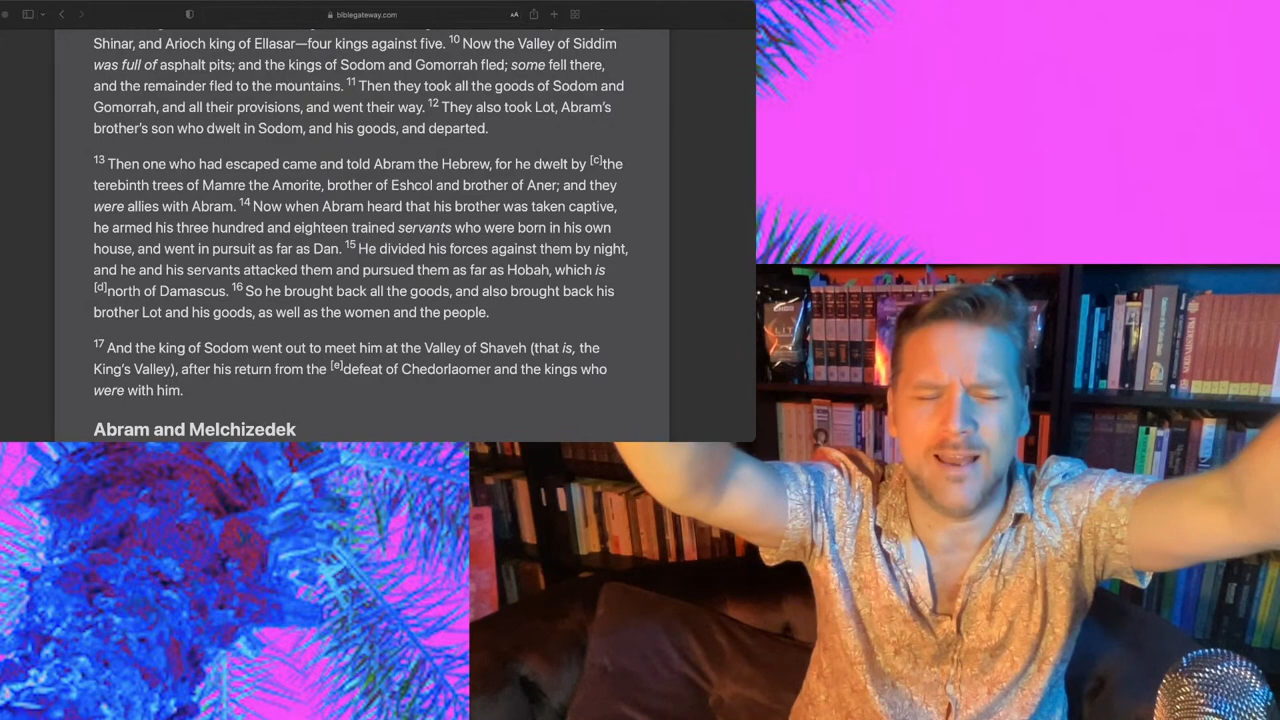 biblegateway.com
Shinar, and Arioch king of Ellasar—four kings against five. 10 Now the Valley of Siddim
was full of asphalt pits; and the kings of Sodom and Gomorrah fled; some fell there,
and the remainder fled to the mountains. 11 Then they took all the goods of Sodom and
Gomorrah, and all their provisions, and went their way. 12 They also took Lot, Abram’s
brother’s son who dwelt in Sodom, and his goods, and departed.
13 Then one who had escaped came and told Abram the Hebrew, for he dwelt by [c]the
terebinth trees of Mamre the Amorite, brother of Eshcol and brother of Aner; and they
were allies with Abram. 14 Now when Abram heard that his brother was taken captive,
he armed his three hundred and eighteen trained servants who were born in his own
house, and went in pursuit as far as Dan. 15 He divided his forces against them by night,
and he and his servants attacked them and pursued them as far as Hobah, which is
[d]north of Damascus. 16 So he brought back all the goods, and also brought back his
brother Lot and his goods, as well as the women and the people.
17 And the king of Sodom went out to meet him at the Valley of Shaveh (that is, the
King’s Valley), after his return from the [e]defeat of Chedorlaomer and the kings who
were with him.
Abram and Melchizedek